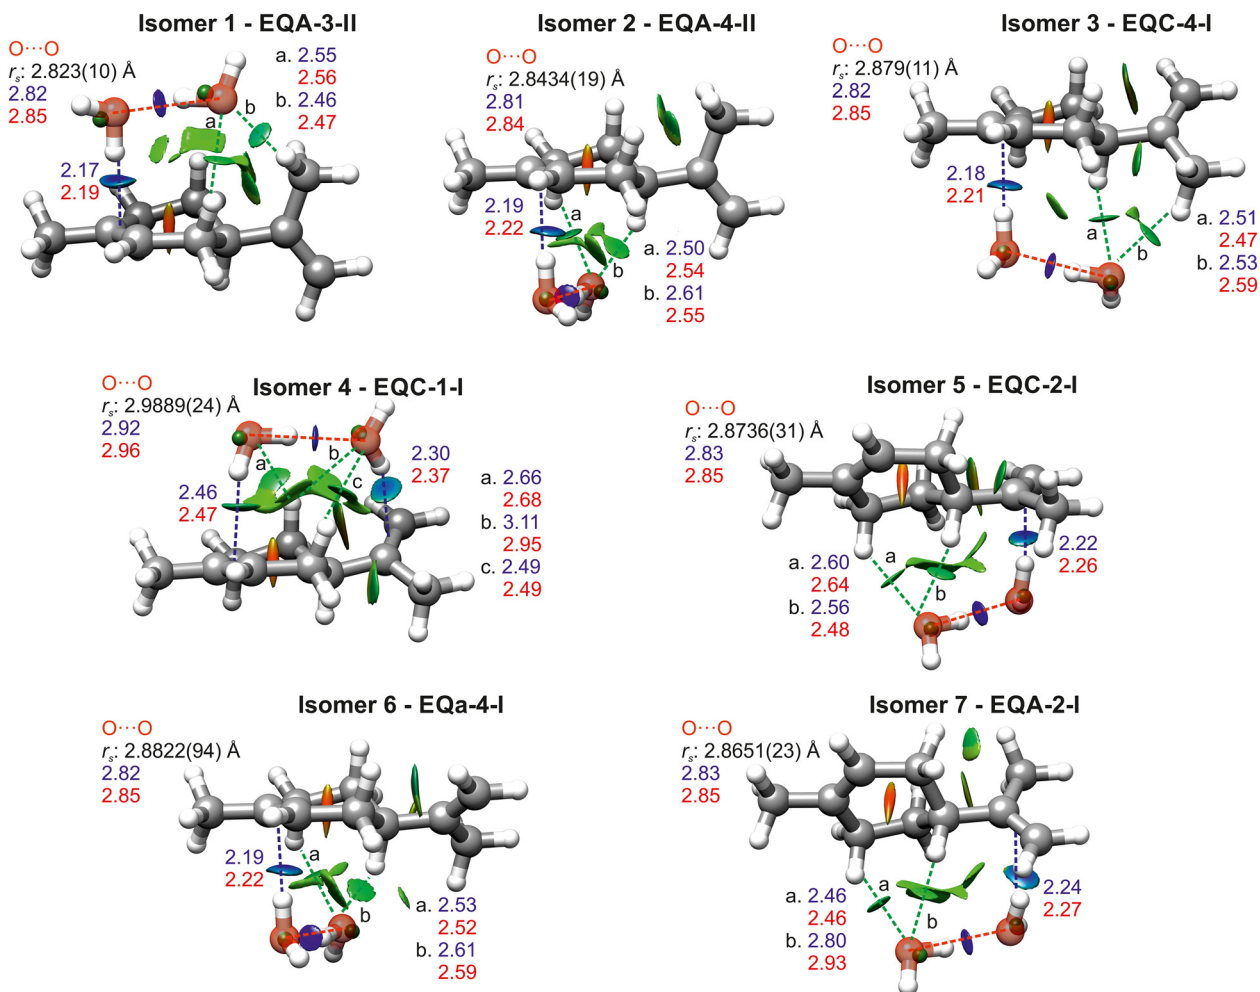 Isomer 1 - EQA-3-II
O···O
rs: 2.823(10) Å
2.82
2.85
a. 2.55
2.56
b. 2.46
2.47
a
b
2.17
2.19
Isomer 2 - EQA-4-II
O···O
rs: 2.8434(19) Å
2.81
2.84
2.19
2.22
a
b
a. 2.50
2.54
b. 2.61
2.55
Isomer 3 - EQC-4-I
O···O
rs: 2.879(11) Å
2.82
2.85
2.18
2.21
a
b
a. 2.51
2.47
b. 2.53
2.59
Isomer 4 - EQC-1-I
O···O
rs: 2.9889(24) Å
2.92
2.96
a
b
c
2.30
2.37
2.46
2.47
a. 2.66
2.68
b. 3.11
2.95
c. 2.49
2.49
Isomer 5 - EQC-2-I
O···O
rs: 2.8736(31) Å
2.83
2.85
2.22
2.26
a
b
a. 2.60
2.64
b. 2.56
2.48
Isomer 6 - EQa-4-I
O···O
rs: 2.8822(94) Å
2.82
2.85
2.19
2.22
a
b
a. 2.53
2.52
b. 2.61
2.59
Isomer 7 - EQA-2-I
O···O
rs: 2.8651(23) Å
2.83
2.85
2.24
2.27
a
b
a. 2.46
2.46
b. 2.80
2.93